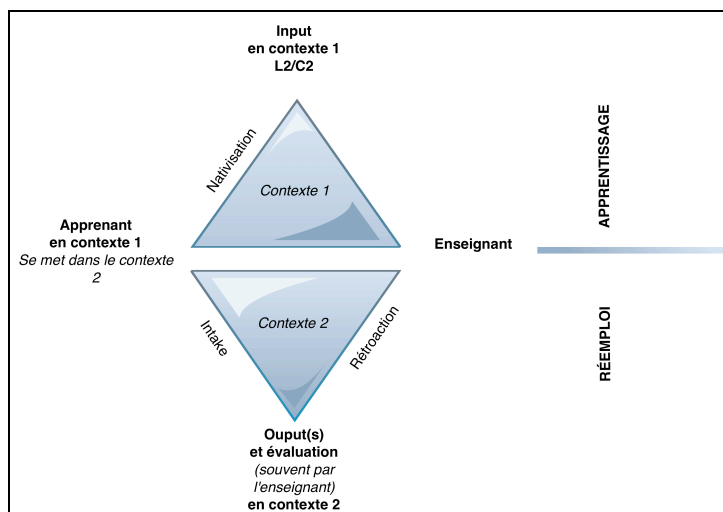 Input
en contexte 1
L2/C2
Nativisation
Contexte 1
APPRENTISSAGE
Apprenant
en contexte 1
Se met dans le contexte
2
Enseignant
Contexte 2
Intake
Rétroaction
RÉEMPLOI
Ouput(s)
et évaluation
(souvent par
l'enseignant)
en contexte 2